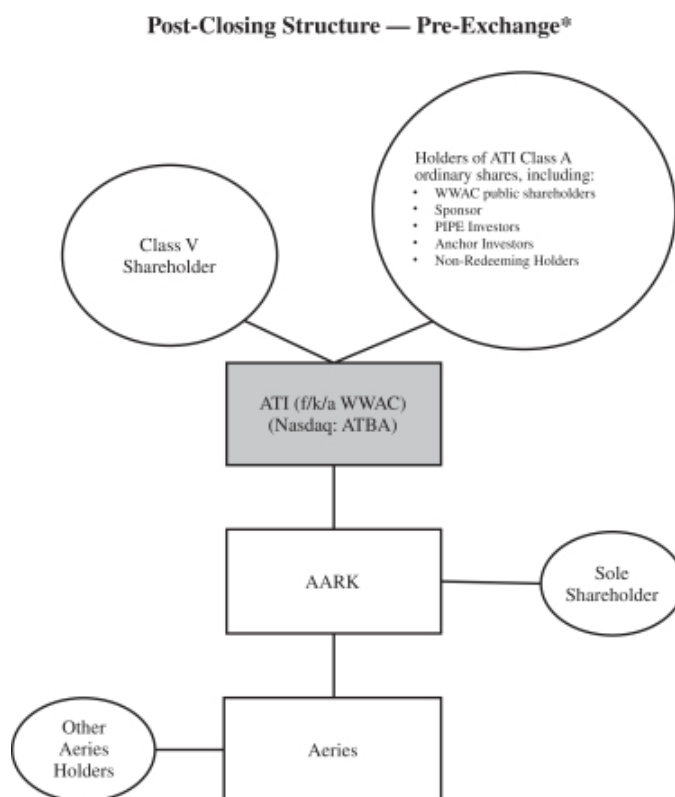 Post-Closing Structure — Pre-Exchange*
Class V
Shareholder
Holders of ATI Class A
ordinary shares, including:
• WWAC public shareholders
• Sponsor
• PIPE Investors
• Anchor Investors
• Non-Redeeming Holders
ATI (f/k/a WWAC)
(Nasdaq: ATBA)
AARK
Sole
Shareholder
Other
Aeries
Holders
Aeries